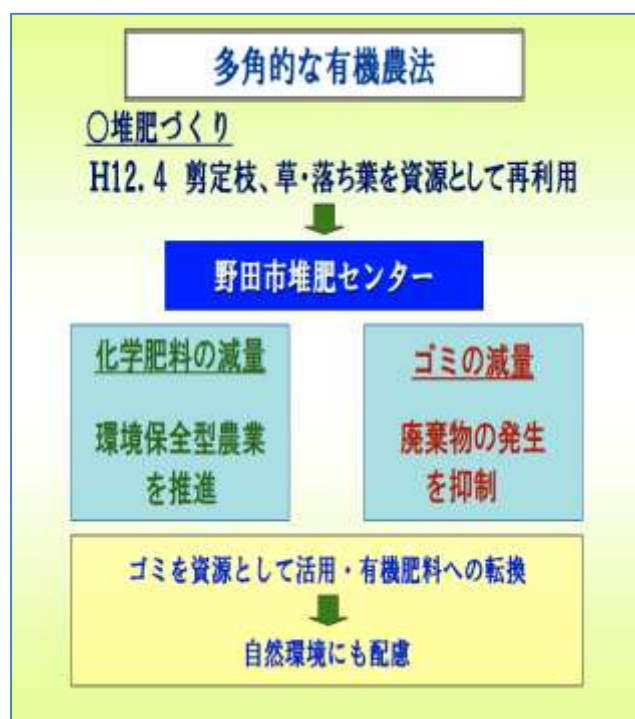 多角的な有機農法
○堆肥づくり
H12.4 剪定枝、草・落ち葉を資源として再利用
野田市堆肥センター
化学肥料の減量
環境保全型農業
を推進
ゴミの減量
廃棄物の発生
を抑制
ゴミを資源として活用・有機肥料への転換
自然環境にも配慮